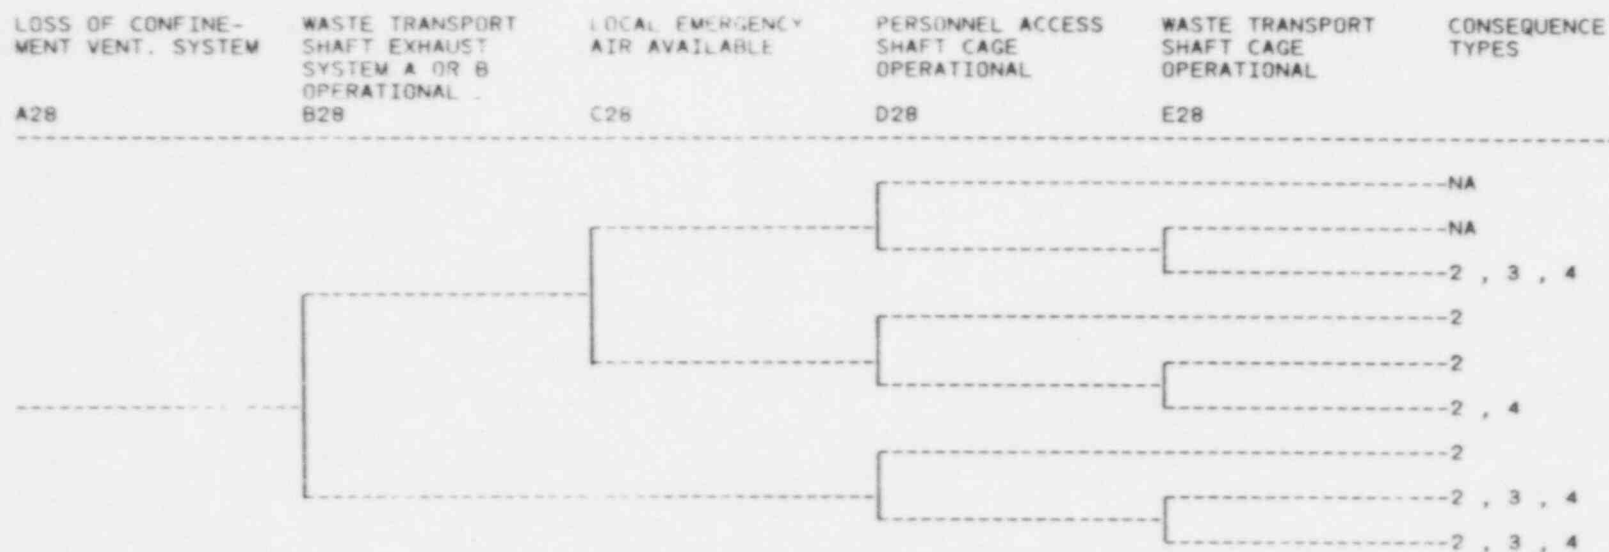 LOSS OF CONFINE-
MENT VENT. SYSTEM
A28
WASTE TRANSPORT
SHAFT EXHAUST
SYSTEM A OR B
OPERATIONAL
B28
LOCAL EMERGENCY
AIR AVAILABLE
C28
PERSONNEL ACCESS
SHAFT CAGE
OPERATIONAL
D28
WASTE TRANSPORT
SHAFT CAGE
OPERATIONAL
E28
CONSEQUENCE
TYPES
NA
NA
2 , 3 , 4
2
2
2 , 4
2
2 , 3 , 4
2 , 3 , 4